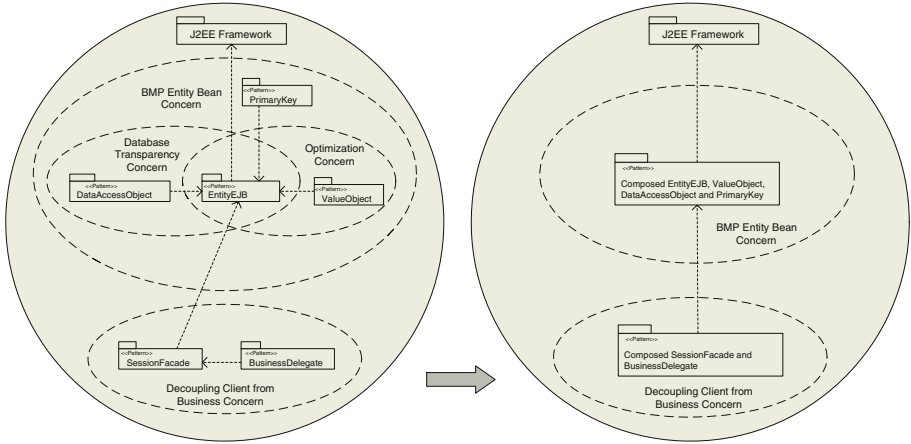 J2EE Framework
BMP Entity Bean
Concern
<<Pattern>>
PrimaryKey
Database
Transparency
Concern
Optimization
Concern
<<Pattern>>
DataAccessObject
<<Pattern>>
EntityEJB
<<Pattern>>
ValueObject
<<Pattern>>
SessionFacade
<<Pattern>>
BusinessDelegate
Decoupling Client from
Business Concern
J2EE Framework
<<Pattern>>
Composed EntityEJB, ValueObject,
DataAccessObject and PrimaryKey
BMP Entity Bean
Concern
<<Pattern>>
Composed SessionFacade and
BusinessDelegate
Decoupling Client from
Business Concern